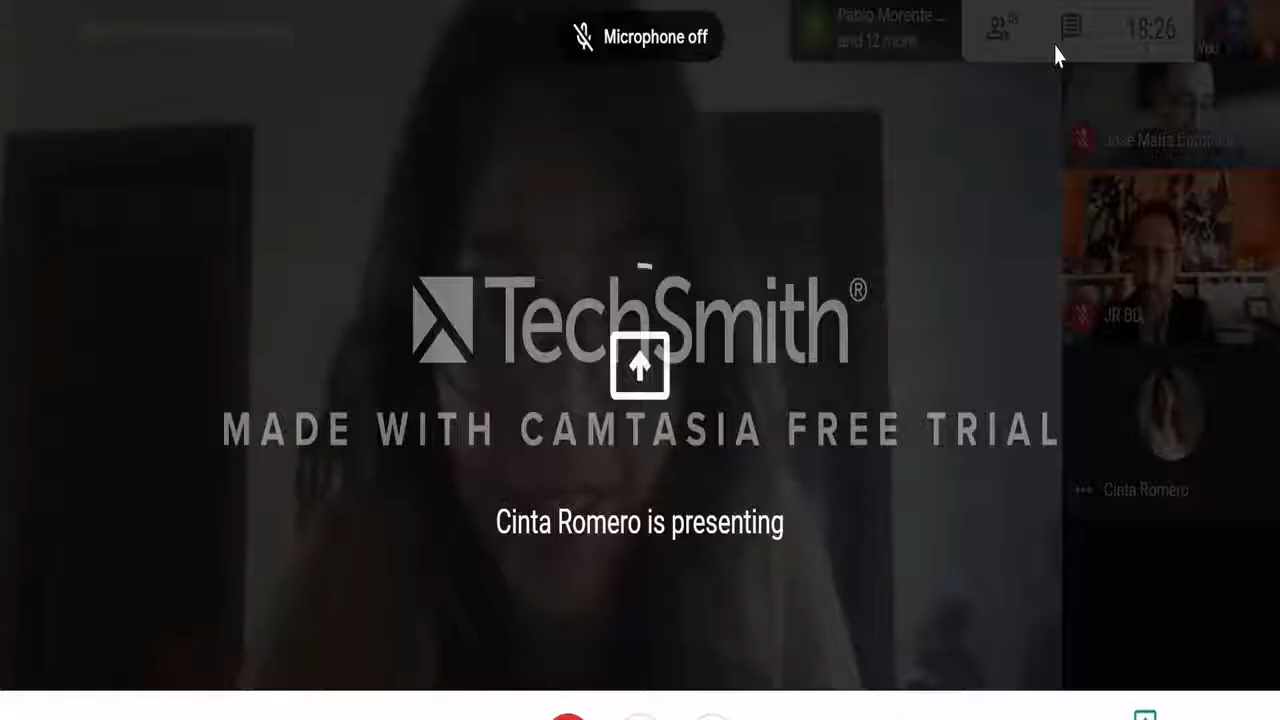 Microphone off
Pablo Morente ...
and 12 more
18:26
You
JR BD
TechSmith®
MADE WITH CAMTASIA FREE TRIAL
Cinta Romero
Cinta Romero is presenting